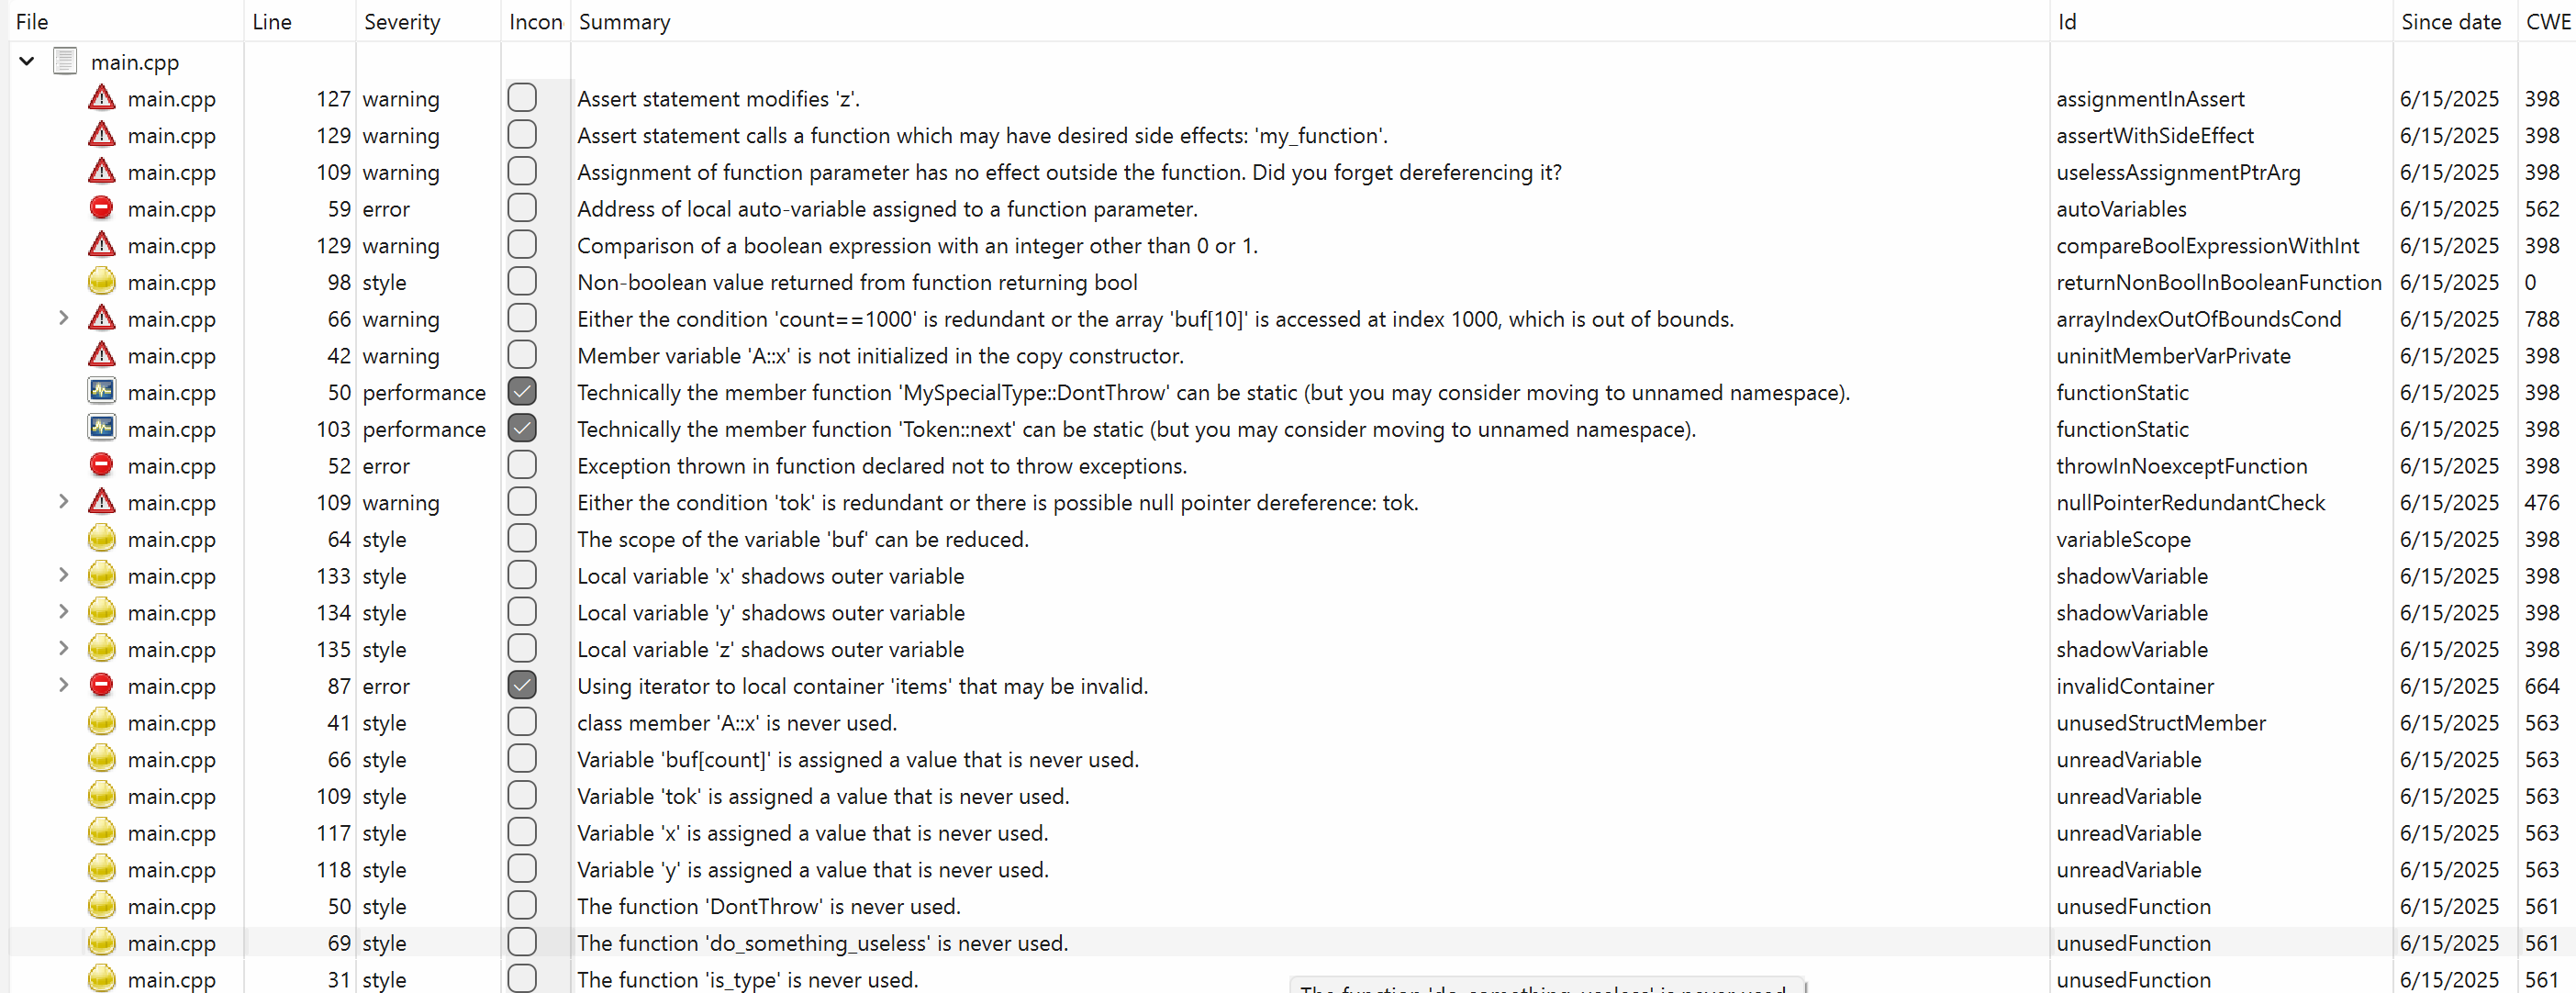 File Line Severity Incon Summary Id Since date CWE
main.cpp
main.cpp 127 warning Assert statement modifies 'z'. assignmentInAssert 6/15/2025 398
main.cpp 129 warning Assert statement calls a function which may have desired side effects: 'my_function'. assertWithSideEffect 6/15/2025 398
main.cpp 109 warning Assignment of function parameter has no effect outside the function. Did you forget dereferencing it? uselessAssignmentPtrArg 6/15/2025 398
main.cpp 59 error Address of local auto-variable assigned to a function parameter. autoVariables 6/15/2025 562
main.cpp 129 warning Comparison of a boolean expression with an integer other than 0 or 1. compareBoolExpressionWithInt 6/15/2025 398
main.cpp 98 style Non-boolean value returned from function returning bool returnNonBoolInBooleanFunction 6/15/2025 0
main.cpp 66 warning Either the condition 'count==1000' is redundant or the array 'buf[10]' is accessed at index 1000, which is out of bounds. arrayIndexOutOfBoundsCond 6/15/2025 788
main.cpp 42 warning Member variable 'A::x' is not initialized in the copy constructor. uninitMemberVarPrivate 6/15/2025 398
main.cpp 50 performance Technically the member function 'MySpecialType::DontThrow' can be static (but you may consider moving to unnamed namespace). functionStatic 6/15/2025 398
main.cpp 103 performance Technically the member function 'Token::next' can be static (but you may consider moving to unnamed namespace). functionStatic 6/15/2025 398
main.cpp 52 error Exception thrown in function declared not to throw exceptions. throwInNoexceptFunction 6/15/2025 398
main.cpp 109 warning Either the condition 'tok' is redundant or there is possible null pointer dereference: tok. nullPointerRedundantCheck 6/15/2025 476
main.cpp 64 style The scope of the variable 'buf' can be reduced. variableScope 6/15/2025 398
main.cpp 133 style Local variable 'x' shadows outer variable shadowVariable 6/15/2025 398
main.cpp 134 style Local variable 'y' shadows outer variable shadowVariable 6/15/2025 398
main.cpp 135 style Local variable 'z' shadows outer variable shadowVariable 6/15/2025 398
main.cpp 87 error Using iterator to local container 'items' that may be invalid. invalidContainer 6/15/2025 664
main.cpp 41 style class member 'A::x' is never used. unusedStructMember 6/15/2025 563
main.cpp 66 style Variable 'buf[count]' is assigned a value that is never used. unreadVariable 6/15/2025 563
main.cpp 109 style Variable 'tok' is assigned a value that is never used. unreadVariable 6/15/2025 563
main.cpp 117 style Variable 'x' is assigned a value that is never used. unreadVariable 6/15/2025 563
main.cpp 118 style Variable 'y' is assigned a value that is never used. unreadVariable 6/15/2025 563
main.cpp 50 style The function 'DontThrow' is never used. unusedFunction 6/15/2025 561
main.cpp 69 style The function 'do_something_useless' is never used. unusedFunction 6/15/2025 561
main.cpp 31 style The function 'is_type' is never used. unusedFunction 6/15/2025 561
The function 'do_something_useless' is never used.